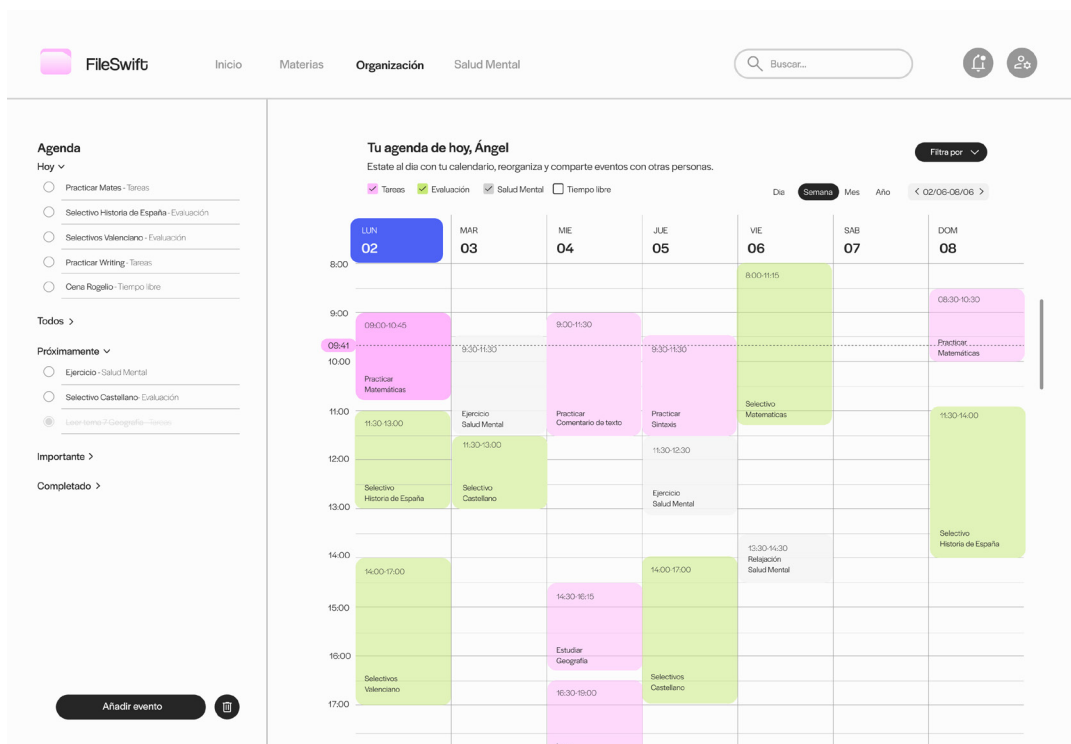 FileSwift
Inicio
Materias
Organización
Salud Mental
Buscar...
Agenda
Hoy
Practicar Mates - Tareas
Selectivo Historia de España - Evaluación
Selectivos Valenciano - Evaluación
Practicar Writing - Tareas
Cena Rogelio - Tiempo libre
Todos >
Próximamente
Ejercicio - Salud Mental
Selectivo Castellano - Evaluación
Leer tema 7 Geografía - Tareas
Importante >
Completado >
Añadir evento
Tu agenda de hoy, Ángel
Estate al día con tu calendario, reorganiza y comparte eventos con otras personas.
Filtra por
Tareas
Evaluación
Salud Mental
Tiempo libre
Dia
Semana
Mes
Año
< 02/06-08/06 >
LUN
02
MAR
03
MIE
04
JUE
05
VIE
06
SAB
07
DOM
08
8:00
9:00
09:41
10:00
11:00
12:00
13:00
14:00
15:00
16:00
17:00
09:00-10:45
Practicar
Matemáticas
11:30-13:00
Selectivo
Historia de España
14:00-17:00
Selectivos
Valenciano
9:30-11:30
Ejercicio
Salud Mental
11:30-13:00
Selectivo
Castellano
9:00-11:30
Practicar
Comentario de texto
14:30-16:15
Estudiar
Geografía
16:30-19:00
9:30-11:30
Practicar
Sintaxis
11:30-12:30
Ejercicio
Salud Mental
14:00-17:00
Selectivos
Castellano
8:00-11:15
Selectivo
Matematicas
13:30-14:30
Relajación
Salud Mental
08:30-10:30
Practicar
Matemáticas
11:30-14:00
Selectivo
Historia de España